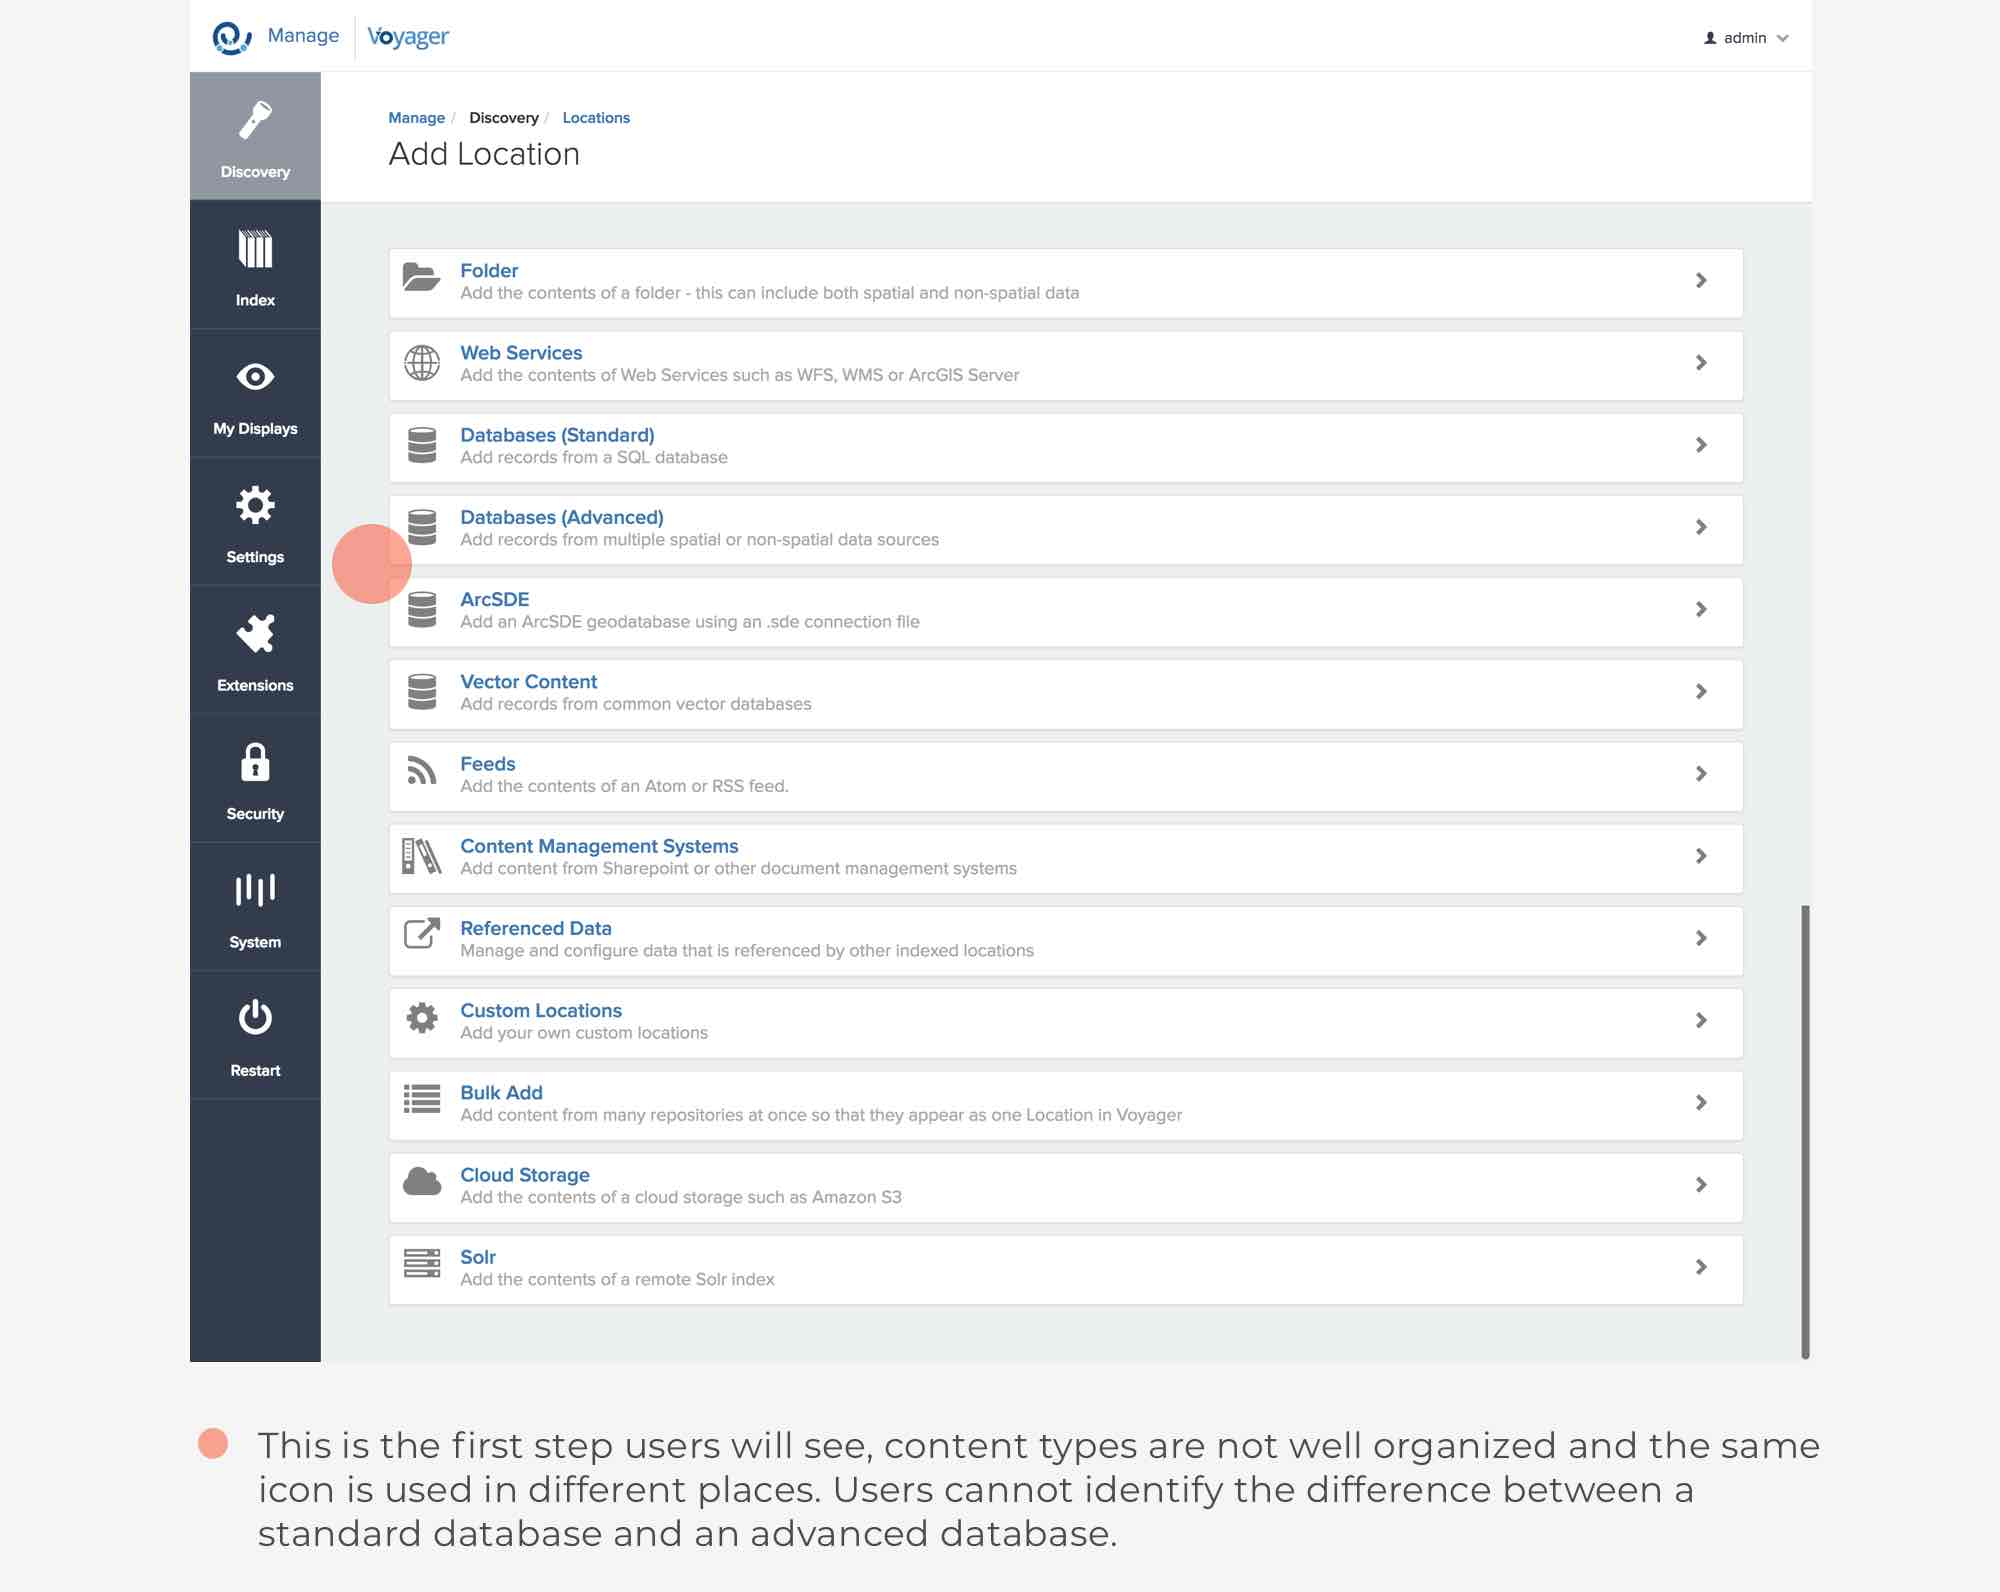 Manage
Voyager
admin
Discovery
Index
My Displays
Settings
Extensions
Security
System
Restart
Manage / Discovery / Locations
Add Location
Folder
Add the contents of a folder - this can include both spatial and non-spatial data
Web Services
Add the contents of Web Services such as WFS, WMS or ArcGIS Server
Databases (Standard)
Add records from a SQL database
Databases (Advanced)
Add records from multiple spatial or non-spatial data sources
ArcSDE
Add an ArcSDE geodatabase using an .sde connection file
Vector Content
Add records from common vector databases
Feeds
Add the contents of an Atom or RSS feed.
Content Management Systems
Add content from Sharepoint or other document management systems
Referenced Data
Manage and configure data that is referenced by other indexed locations
Custom Locations
Add your own custom locations
Bulk Add
Add content from many repositories at once so that they appear as one Location in Voyager
Cloud Storage
Add the contents of a cloud storage such as Amazon S3
Solr
Add the contents of a remote Solr index
This is the first step users will see, content types are not well organized and the same
icon is used in different places. Users cannot identify the difference between a
standard database and an advanced database.